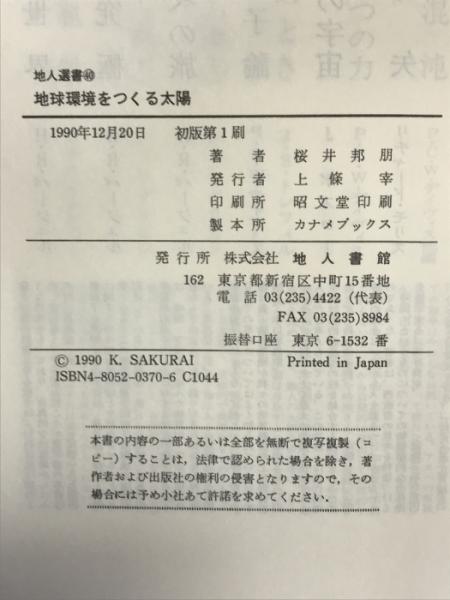 地人選書㊵
地球環境をつくる太陽
1990年12月20日 初版第1刷
著者 桜井邦朋
発行者 上條宰
印刷所 昭文堂印刷
製本所 カナメブックス
発行所 株式会社 地人書館
162 東京都新宿区中町15番地
電話 03(235)4422 (代表)
FAX 03(235)8984
振替口座 東京 6-1532 番
© 1990 K. SAKURAI Printed in Japan
ISBN4-8052-0370-6 C1044
本書の内容の一部あるいは全部を無断で複写複製(コ
ピー)することは,法律で認められた場合を除き,著
作者および出版社の権利の侵害となりますので,その
場合には予め小社あて許諾を求めてください.